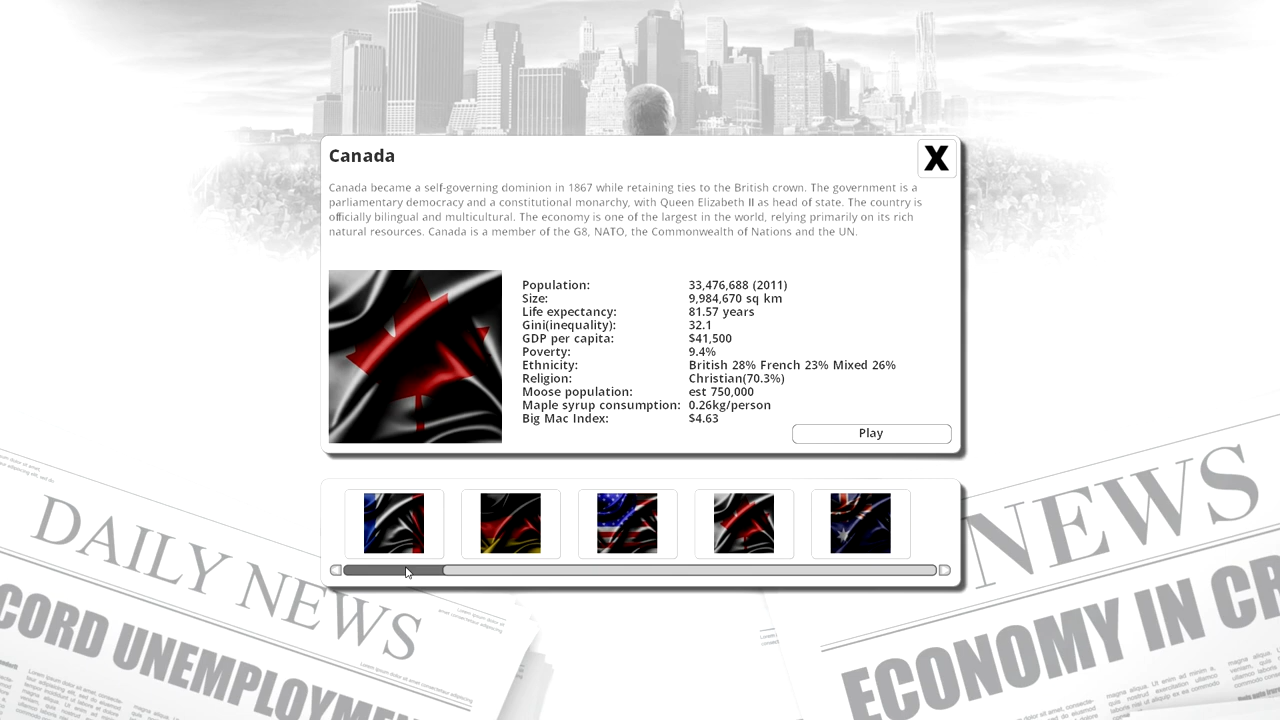 Canada
X
Canada became a self-governing dominion in 1867 while retaining ties to the British crown. The government is a
parliamentary democracy and a constitutional monarchy, with Queen Elizabeth II as head of state. The country is
officially bilingual and multicultural. The economy is one of the largest in the world, relying primarily on its rich
natural resources. Canada is a member of the G8, NATO, the Commonwealth of Nations and the UN.
Population: 33,476,688 (2011)
Size: 9,984,670 sq km
Life expectancy: 81.57 years
Gini(inequality): 32.1
GDP per capita: $41,500
Poverty: 9.4%
Ethnicity: British 28% French 23% Mixed 26%
Religion: Christian(70.3%)
Moose population: est 750,000
Maple syrup consumption: 0.26kg/person
Big Mac Index: $4.63
Play
DAILY NEWS
CORD UNEMPLOYME
NEWS
ECONOMY IN CR